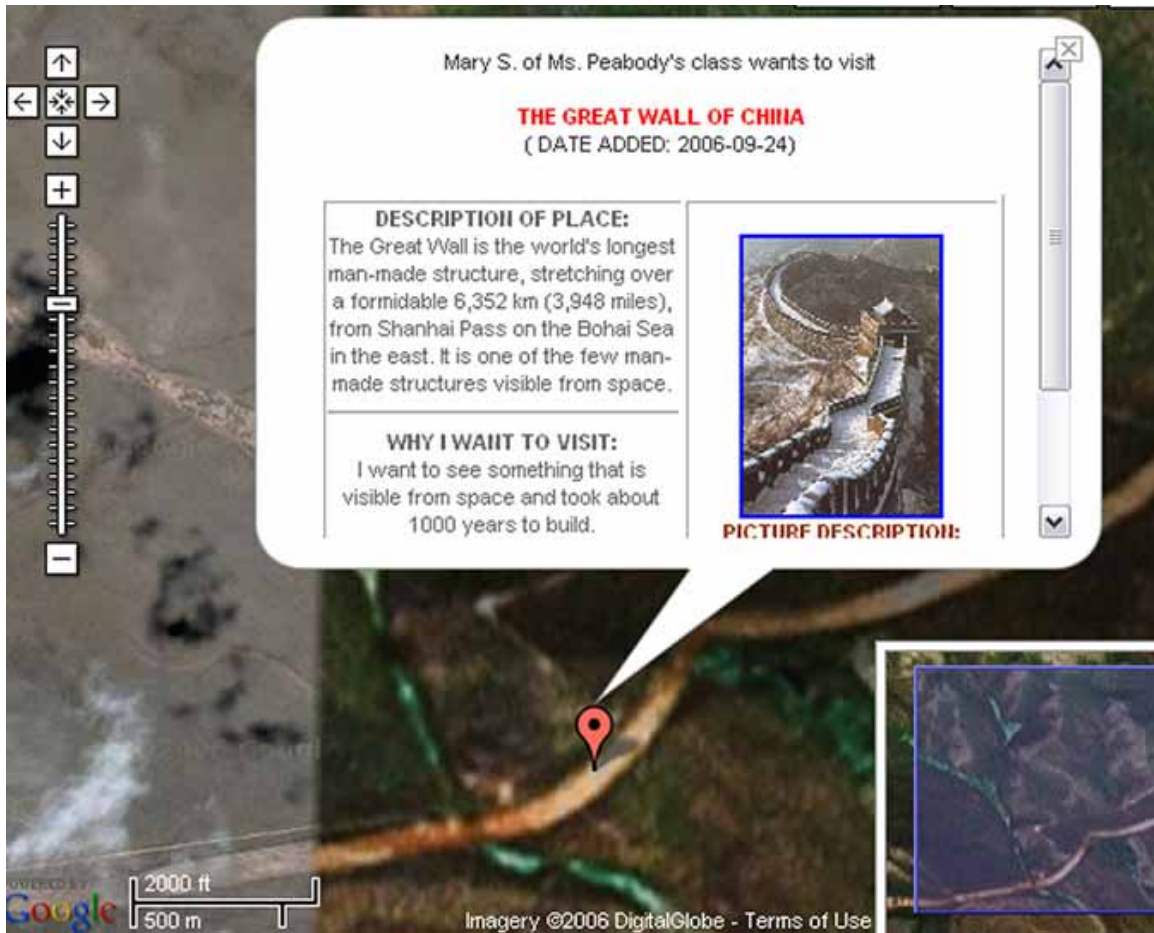 Mary S. of Ms. Peabody's class wants to visit
THE GREAT WALL OF CHINA
( DATE ADDED: 2006-09-24)
DESCRIPTION OF PLACE:
The Great Wall is the world's longest
man-made structure, stretching over
a formidable 6,352 km (3,948 miles),
from Shanhai Pass on the Bohai Sea
in the east. It is one of the few man-
made structures visible from space.
WHY I WANT TO VISIT:
I want to see something that is
visible from space and took about
1000 years to build.
PICTURE DESCRIPTION:
POWERED BY
Google
2000 ft
500 m
Imagery ©2006 DigitalGlobe - Terms of Use